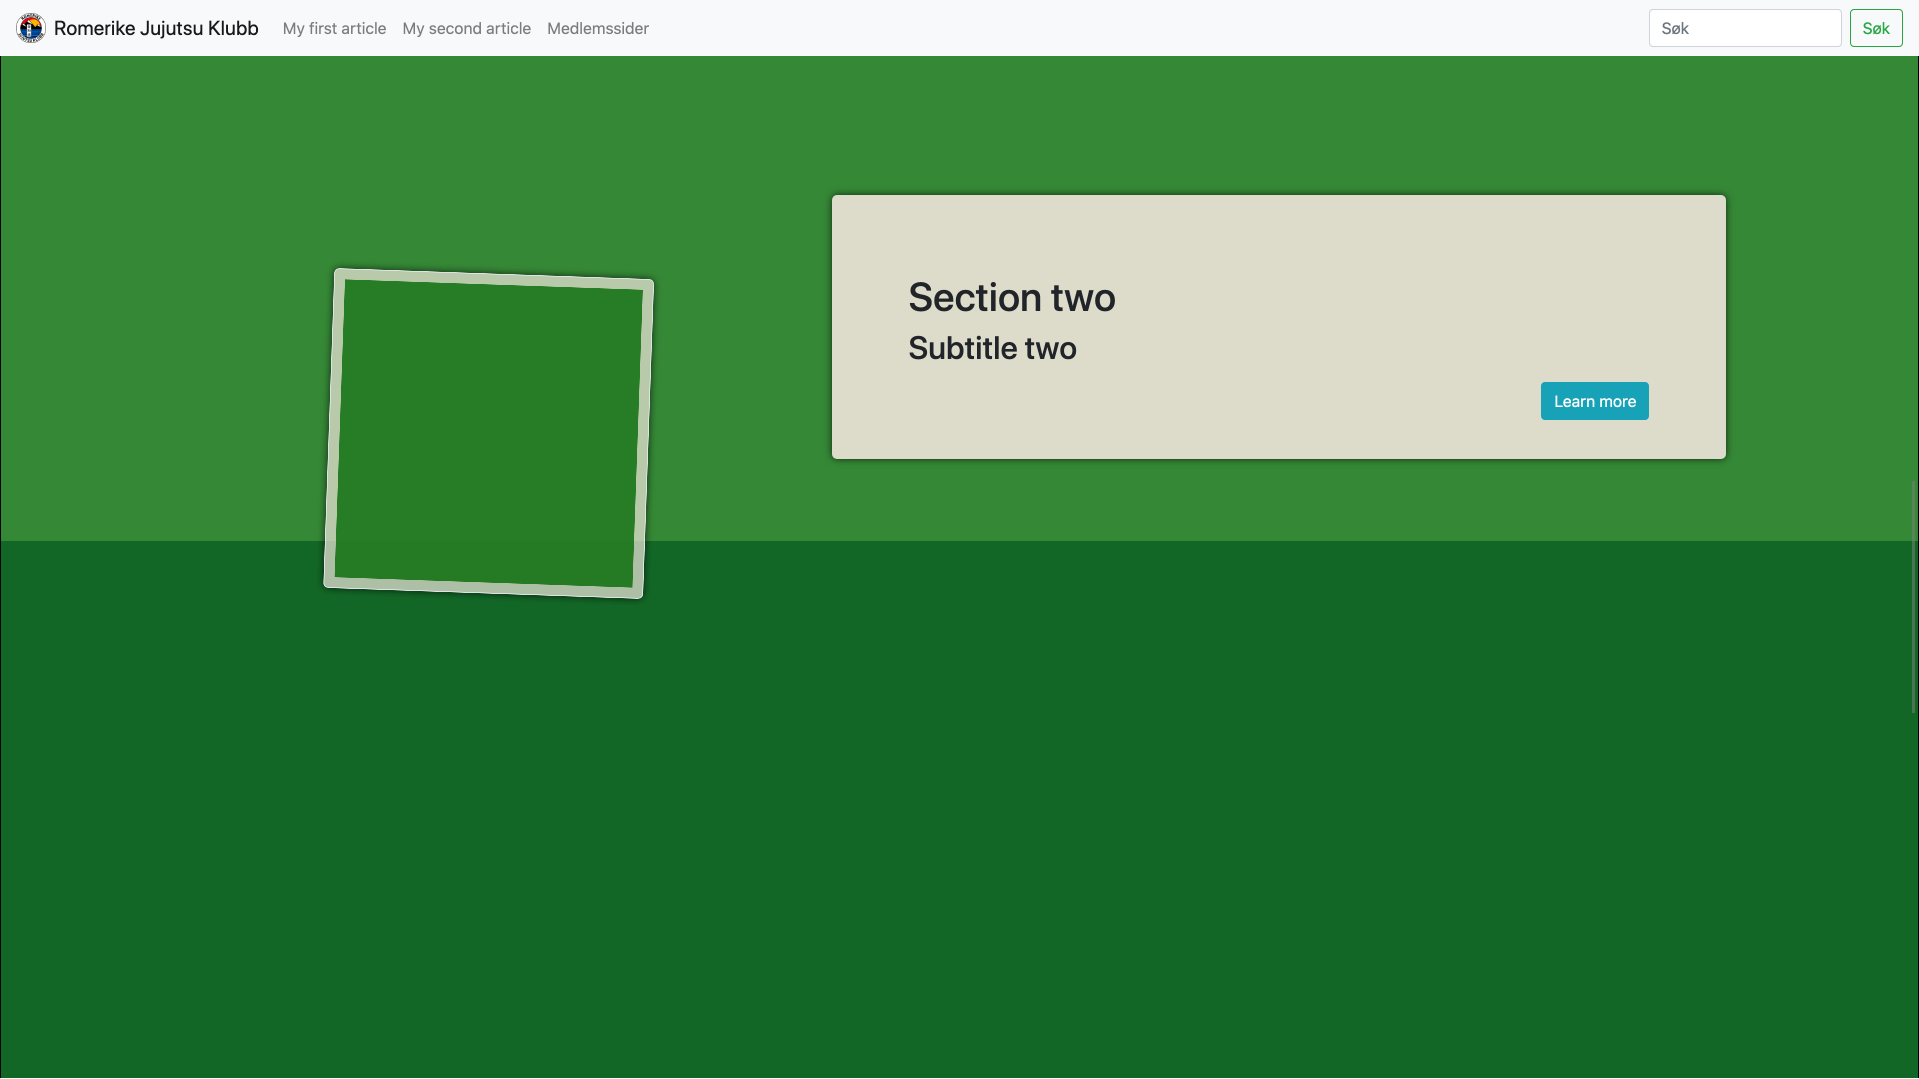 Romerike Jujutsu Klubb My first article My second article Medlemssider Søk Søk
Section two
Subtitle two
Learn more